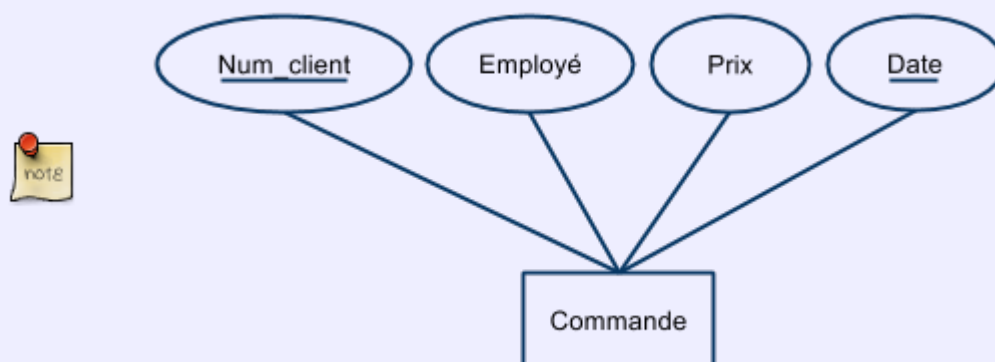 Num_client
Employé
Prix
Date
note
Commande